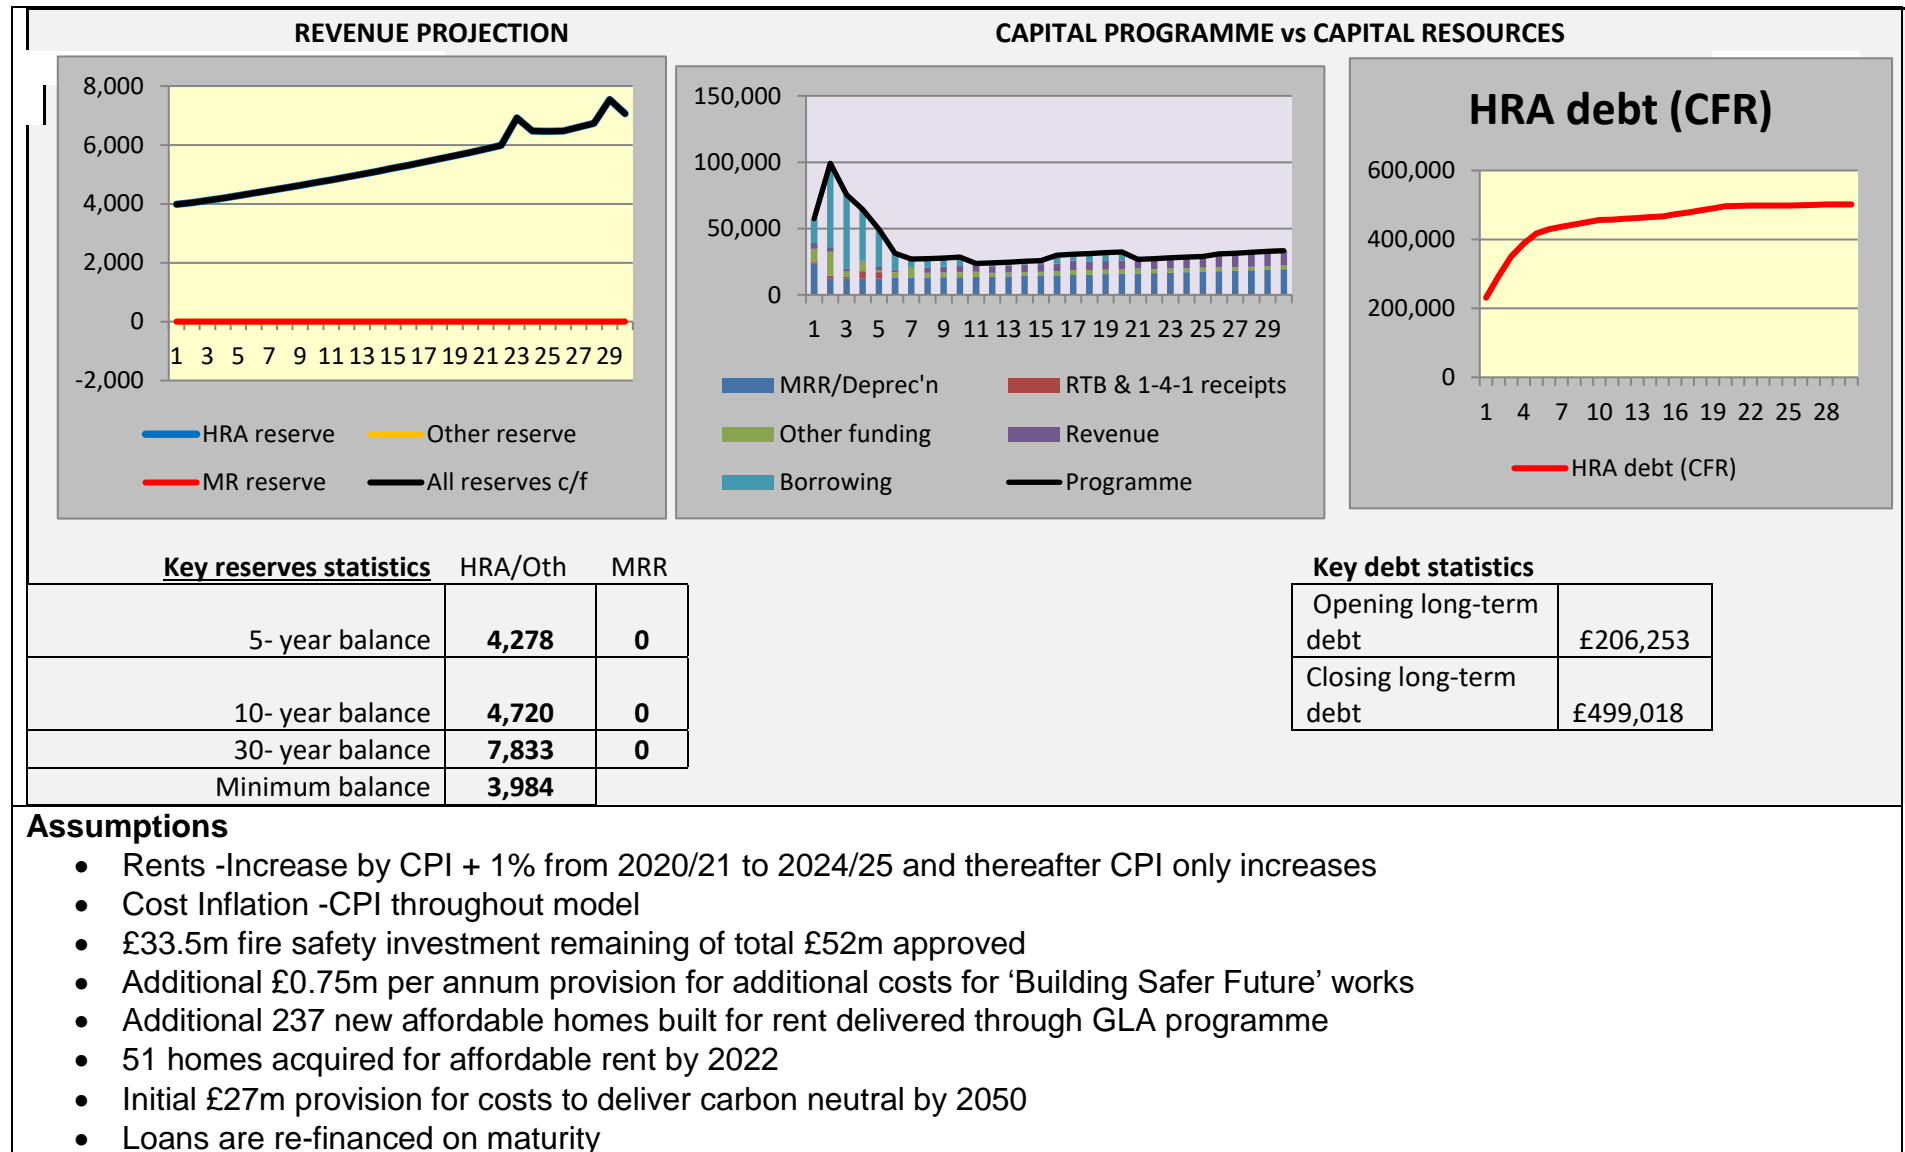 REVENUE PROJECTION
CAPITAL PROGRAMME vs CAPITAL RESOURCES
8,000
6,000
4,000
2,000
0
-2,000
1 3 5 7 9 11 13 15 17 19 21 23 25 27 29
HRA reserve Other reserve
MR reserve All reserves c/f
150,000
100,000
50,000
0
1 3 5 7 9 11 13 15 17 19 21 23 25 27 29
MRR/Deprec'n RTB & 1-4-1 receipts
Other funding Revenue
Borrowing Programme
HRA debt (CFR)
600,000
400,000
200,000
0
1 4 7 10 13 16 19 22 25 28
HRA debt (CFR)
Key reserves statistics HRA/Oth MRR
5- year balance 4,278 0
10- year balance 4,720 0
30- year balance 7,833 0
Minimum balance 3,984
Key debt statistics
Opening long-term
debt £206,253
Closing long-term
debt £499,018
Assumptions
• Rents -Increase by CPI + 1% from 2020/21 to 2024/25 and thereafter CPI only increases
• Cost Inflation -CPI throughout model
• £33.5m fire safety investment remaining of total £52m approved
• Additional £0.75m per annum provision for additional costs for ‘Building Safer Future’ works
• Additional 237 new affordable homes built for rent delivered through GLA programme
• 51 homes acquired for affordable rent by 2022
• Initial £27m provision for costs to deliver carbon neutral by 2050
• Loans are re-financed on maturity